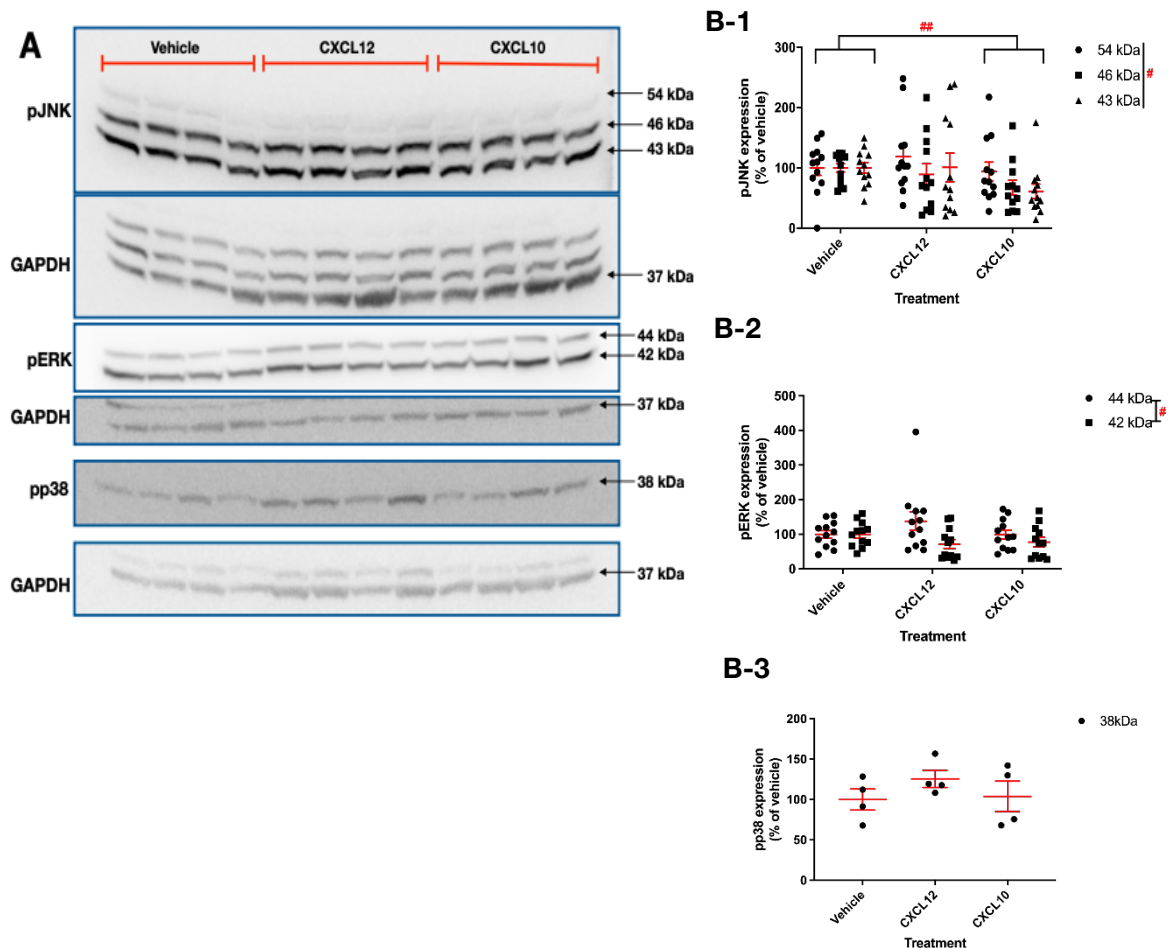 A
Vehicle
CXCL12
CXCL10
pJNK
54 kDa
46 kDa
43 kDa
GAPDH
37 kDa
pERK
44 kDa
42 kDa
GAPDH
37 kDa
pp38
38 kDa
GAPDH
37 kDa
B-1
##
54 kDa
46 kDa
43 kDa
#
pJNK expression
(% of vehicle)
300
200
100
0
Vehicle
CXCL12
CXCL10
Treatment
B-2
44 kDa
42 kDa
#
pERK expression
(% of vehicle)
500
400
300
200
100
0
Vehicle
CXCL12
CXCL10
Treatment
B-3
38kDa
pp38 expression
(% of vehicle)
200
150
100
50
0
Vehicle
CXCL12
CXCL10
Treatment